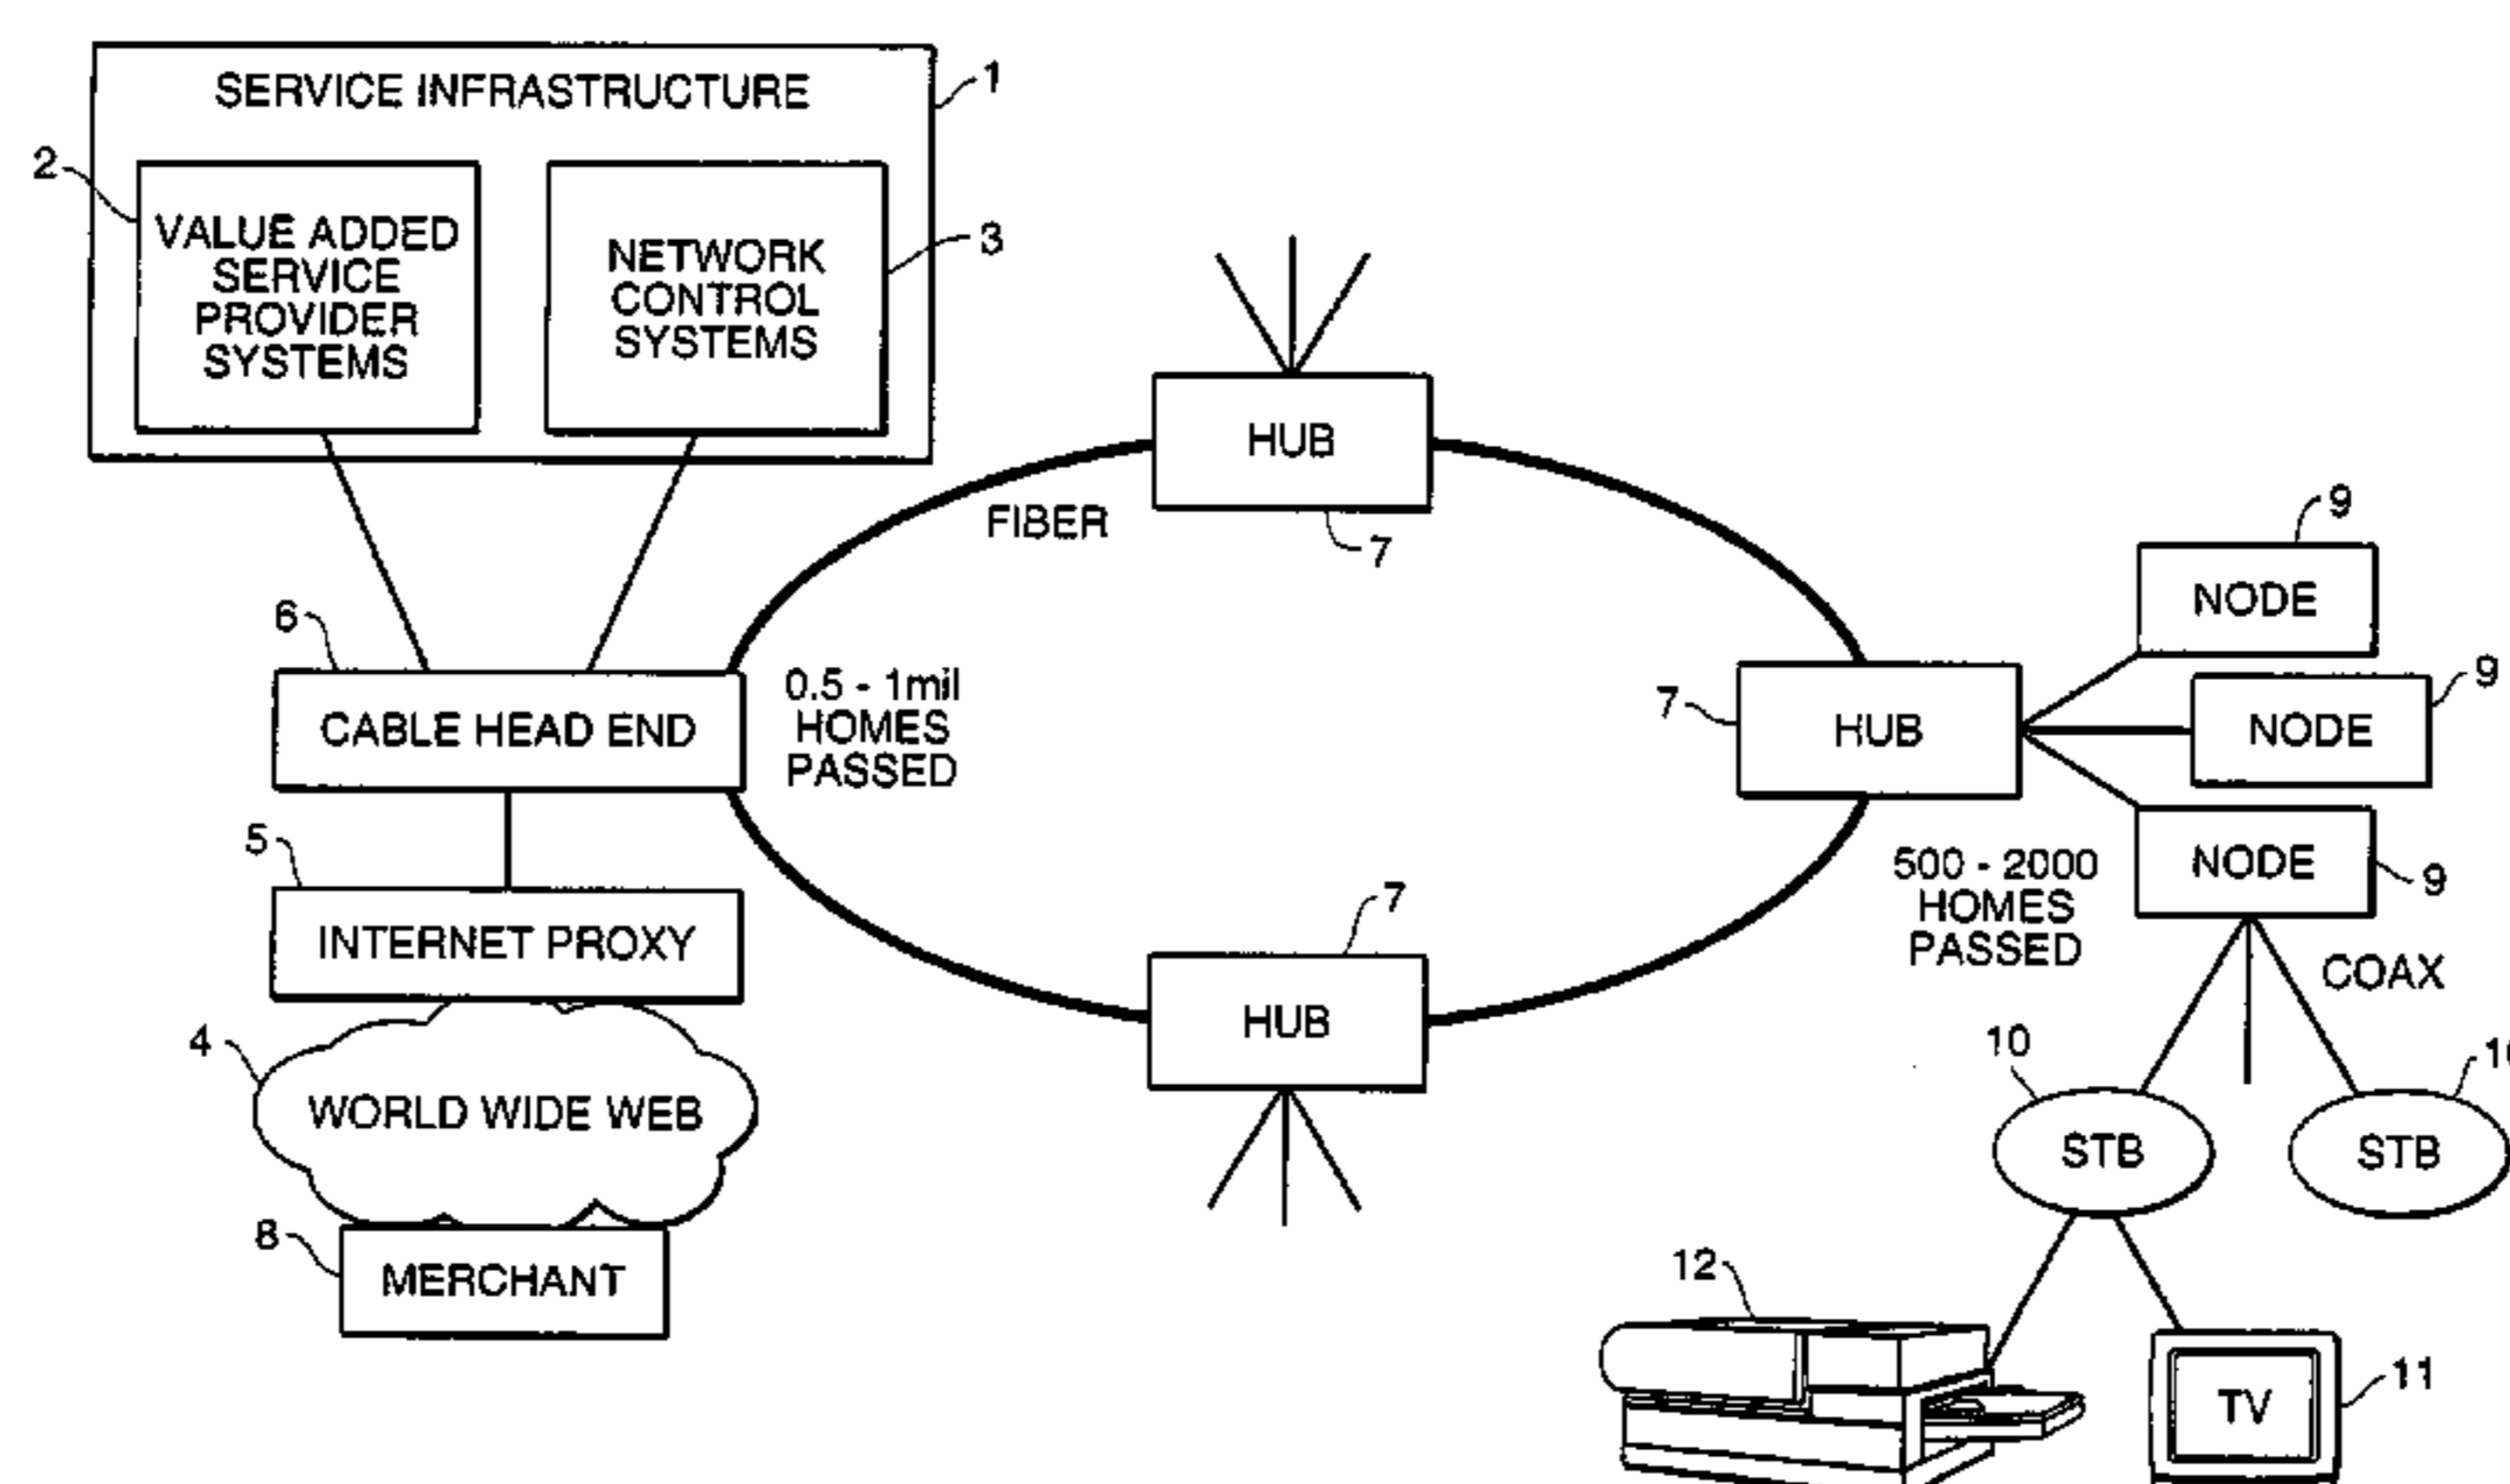 SERVICE INFRASTRUCTURE
1
2
VALUE ADDED
SERVICE
PROVIDER
SYSTEMS
NETWORK
CONTROL
SYSTEMS
3
HUB
7
FIBER
9
NODE
6
CABLE HEAD END
0.5 - 1mil
HOMES
PASSED
7
HUB
NODE
9
5
INTERNET PROXY
500 - 2000
HOMES
PASSED
NODE
9
7
HUB
COAX
4
WORLD WIDE WEB
10
STB
STB
8
MERCHANT
12
TV
11